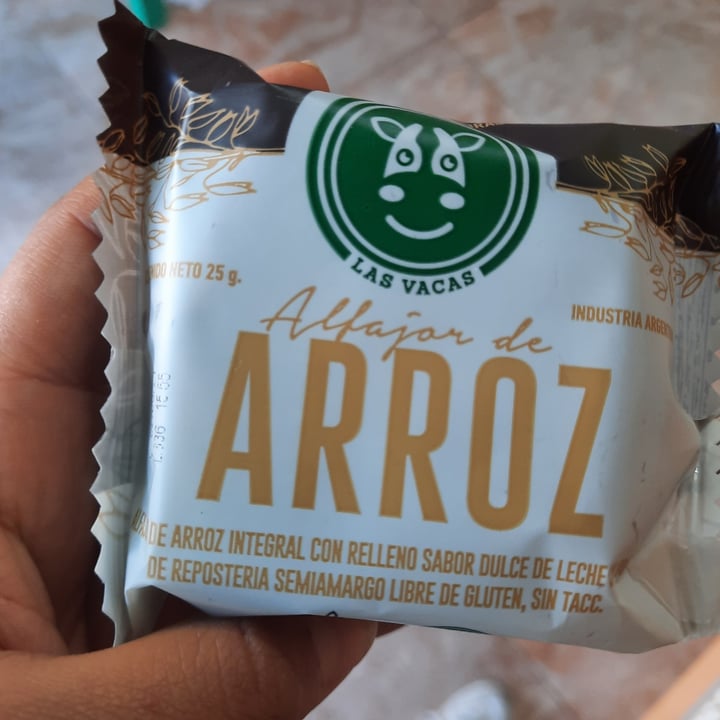 LAS VACAS
NETO 25 g.
INDUSTRIA
Alfajor de
ARROZ
DE ARROZ INTEGRAL CON RELLENO SABOR DULCE DE LECHE
DE REPOSTERIA SEMIAMARGO LIBRE DE GLUTEN, SIN TACC.